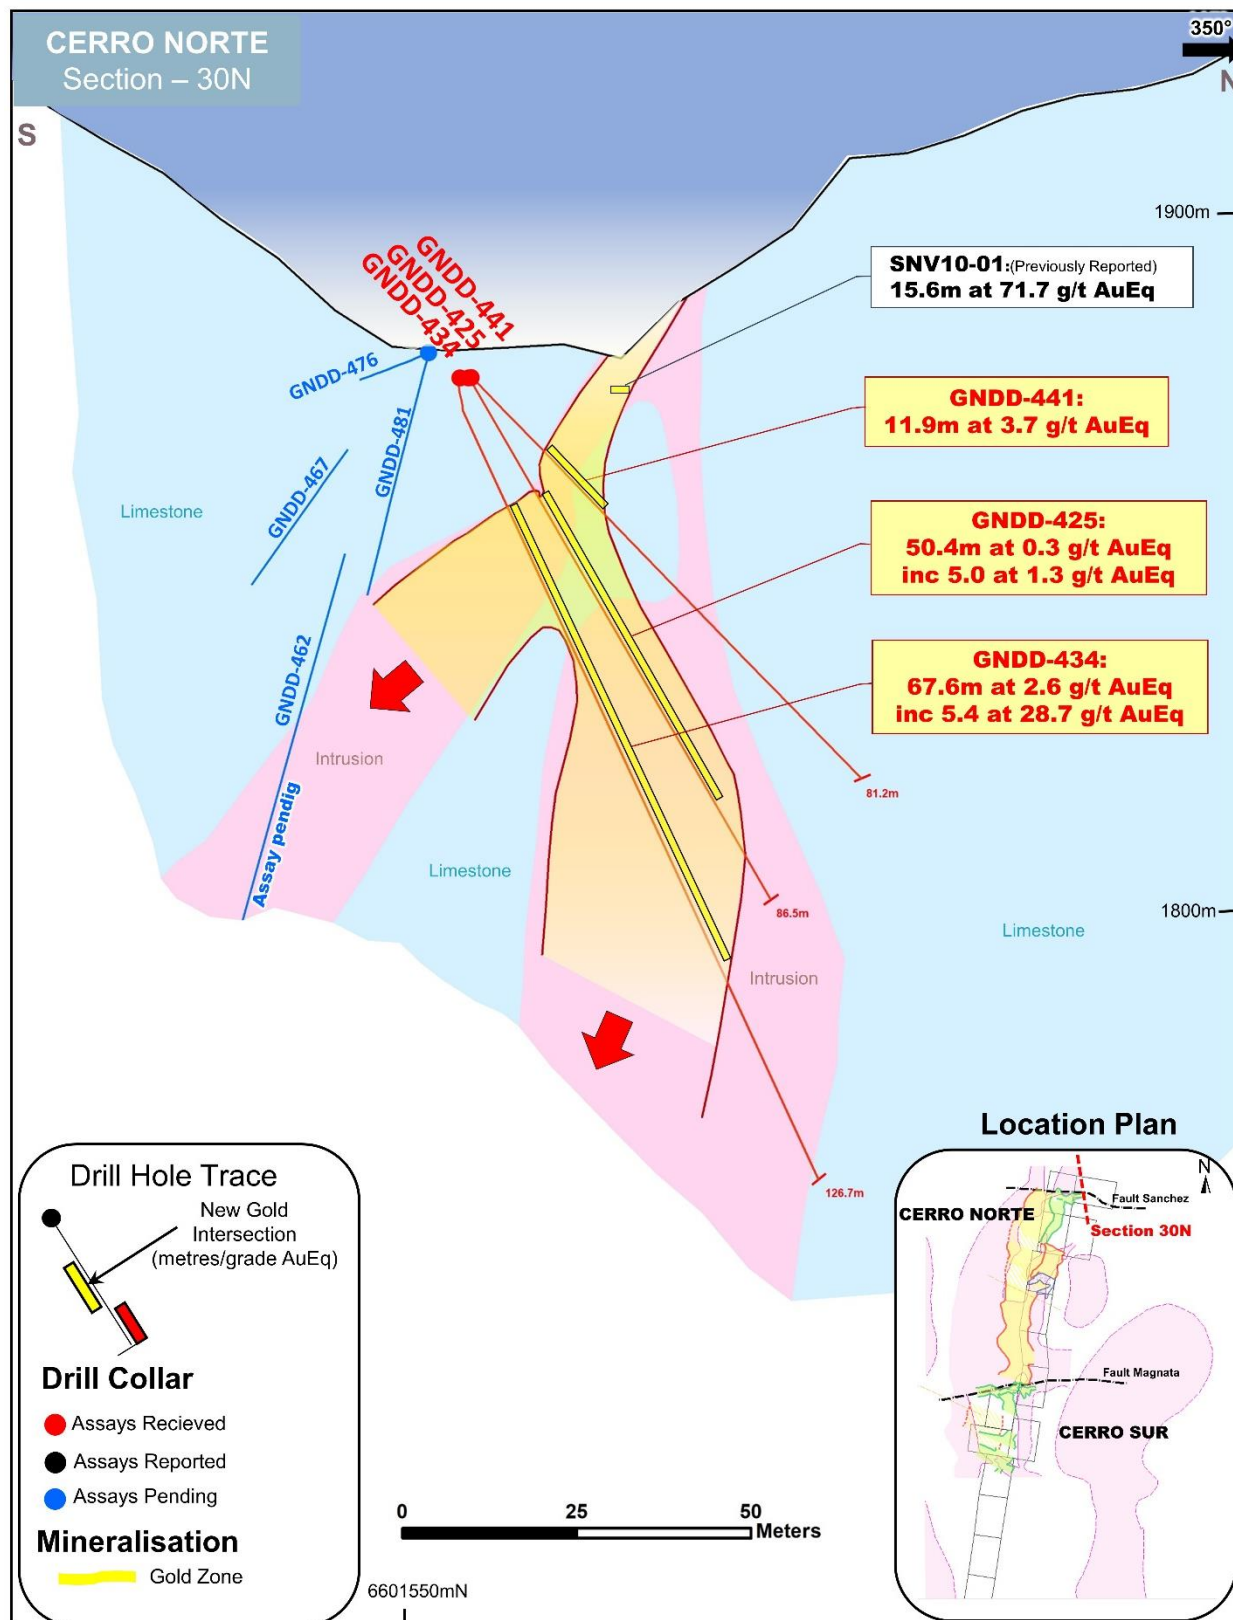 CERRO NORTE
Section – 30N
350°
N
S
1900m
GNDD-441
GNDD-425
GNDD-434
SNV10-01:(Previously Reported)
15.6m at 71.7 g/t AuEq
GNDD-476
GNDD-481
GNDD-467
GNDD-441:
11.9m at 3.7 g/t AuEq
Limestone
GNDD-425:
50.4m at 0.3 g/t AuEq
inc 5.0 at 1.3 g/t AuEq
GNDD-462
GNDD-434:
67.6m at 2.6 g/t AuEq
inc 5.4 at 28.7 g/t AuEq
Intrusion
81.2m
Assay pendig
Limestone
86.5m
1800m
Limestone
Intrusion
126.7m
Location Plan
N
Fault Sanchez
CERRO NORTE
Section 30N
Fault Magnata
CERRO SUR
Drill Hole Trace
New Gold
Intersection
(metres/grade AuEq)
Drill Collar
Assays Recieved
Assays Reported
Assays Pending
Mineralisation
Gold Zone
0 25 50
Meters
6601550mN